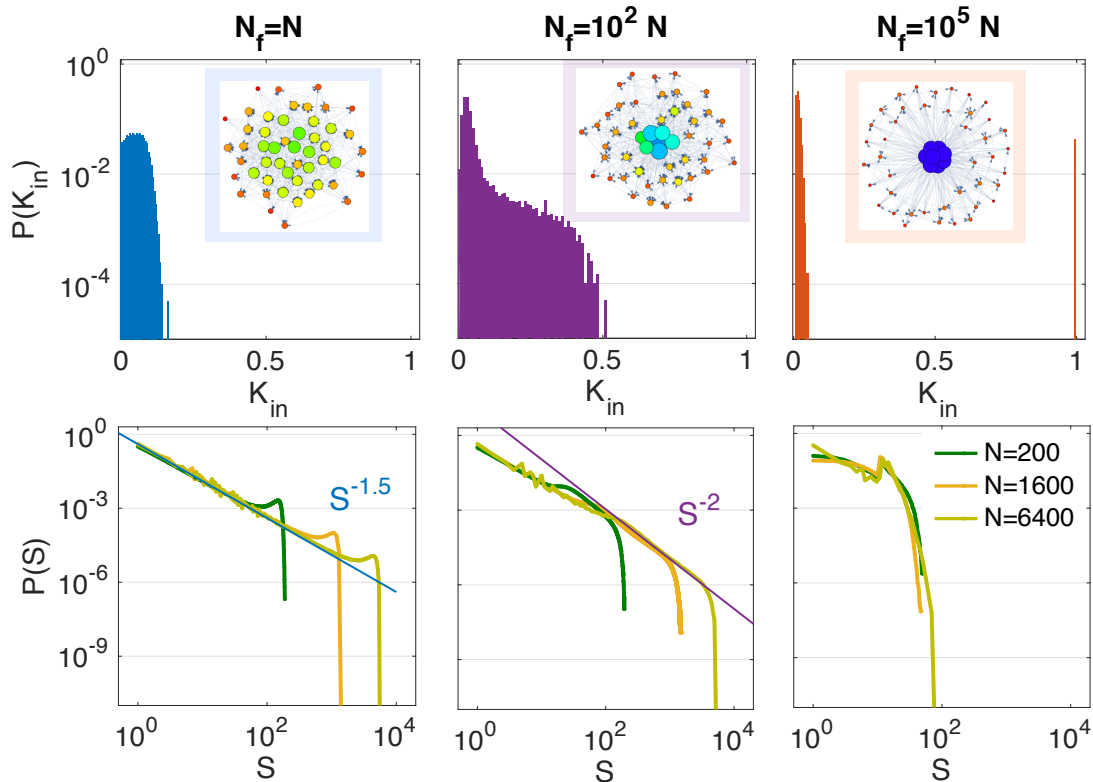 N_f=N
N_f=10^2 N
N_f=10^5 N
P(K_in)
10^0
10^-2
10^-4
0 0.5 1
0 0.5 1
0 0.5 1
K_in
K_in
K_in
P(S)
10^0
10^-3
10^-6
10^-9
S^-1.5
S^-2
N=200
N=1600
N=6400
10^0 10^2 10^4
10^0 10^2 10^4
10^0 10^2 10^4
S
S
S